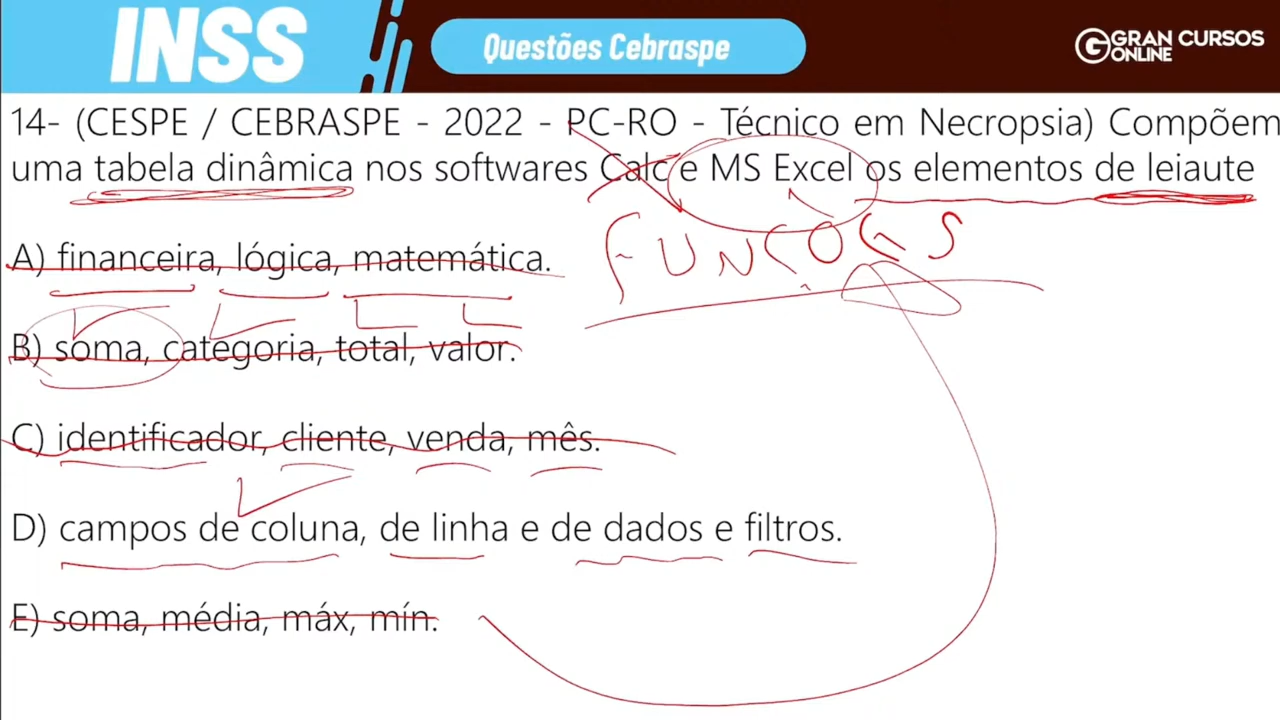 INSS
Questões Cebraspe
GRAN CURSOS
ONLINE
14- (CESPE / CEBRASPE - 2022 - PC-RO - Técnico em Necropsia) Compõem
uma tabela dinâmica nos softwares Calc e MS Excel os elementos de leiaute
FUNÇOES
A) financeira, lógica, matemática.
B) soma, categoria, total, valor.
C) identificador, cliente, venda, mês.
D) campos de coluna, de linha e de dados e filtros.
E) soma, média, máx, mín.